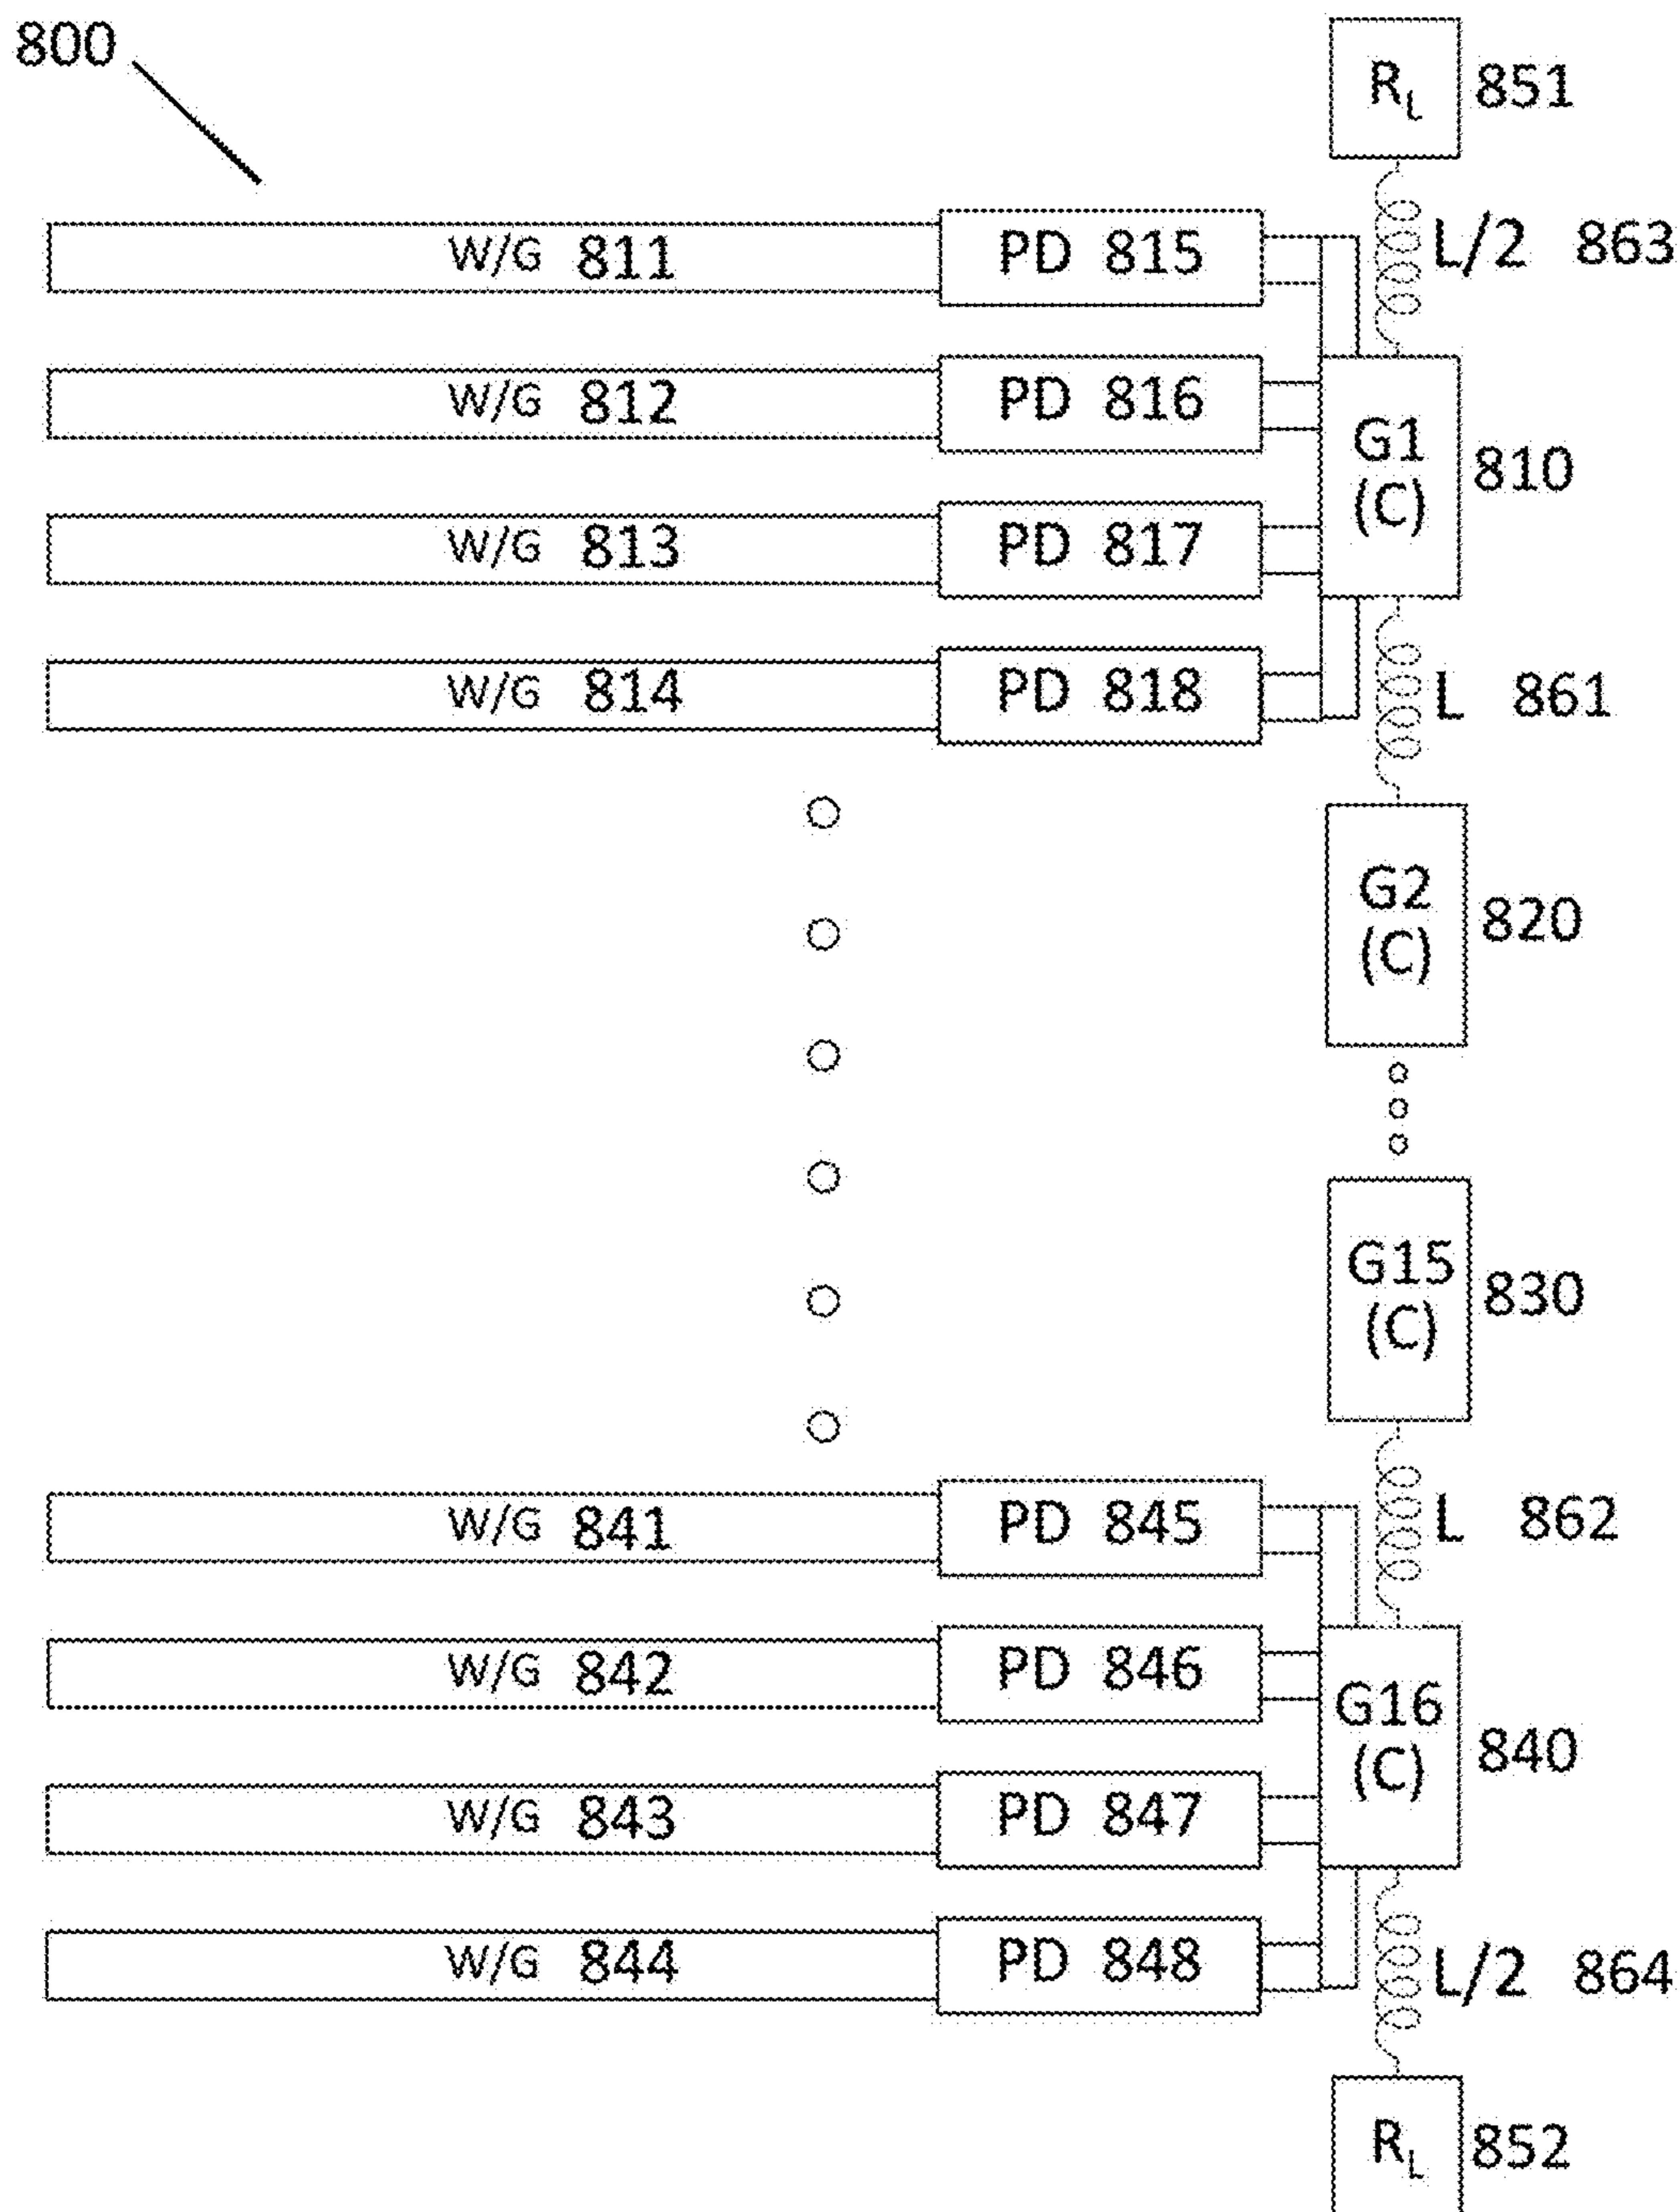 800
R_L 851
W/G 811 PD 815 L/2 863
W/G 812 PD 816
G1 (C) 810
W/G 813 PD 817
W/G 814 PD 818 L 861
G2 (C) 820
G15 (C) 830
W/G 841 PD 845 L 862
W/G 842 PD 846
G16 (C) 840
W/G 843 PD 847
W/G 844 PD 848 L/2 864
R_L 852